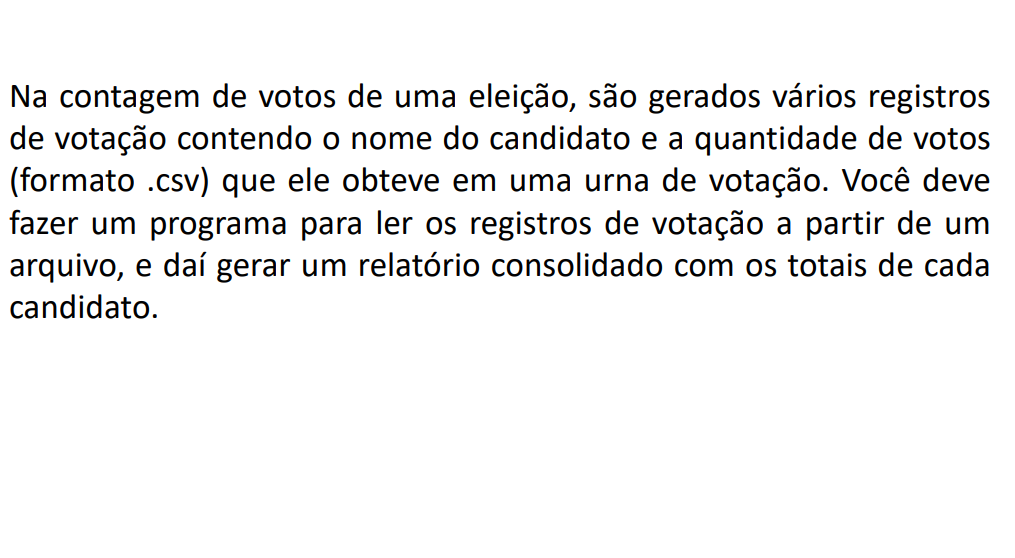 Na contagem de votos de uma eleição, são gerados vários registros
de votação contendo o nome do candidato e a quantidade de votos
(formato .csv) que ele obteve em uma urna de votação. Você deve
fazer um programa para ler os registros de votação a partir de um
arquivo, e daí gerar um relatório consolidado com os totais de cada
candidato.